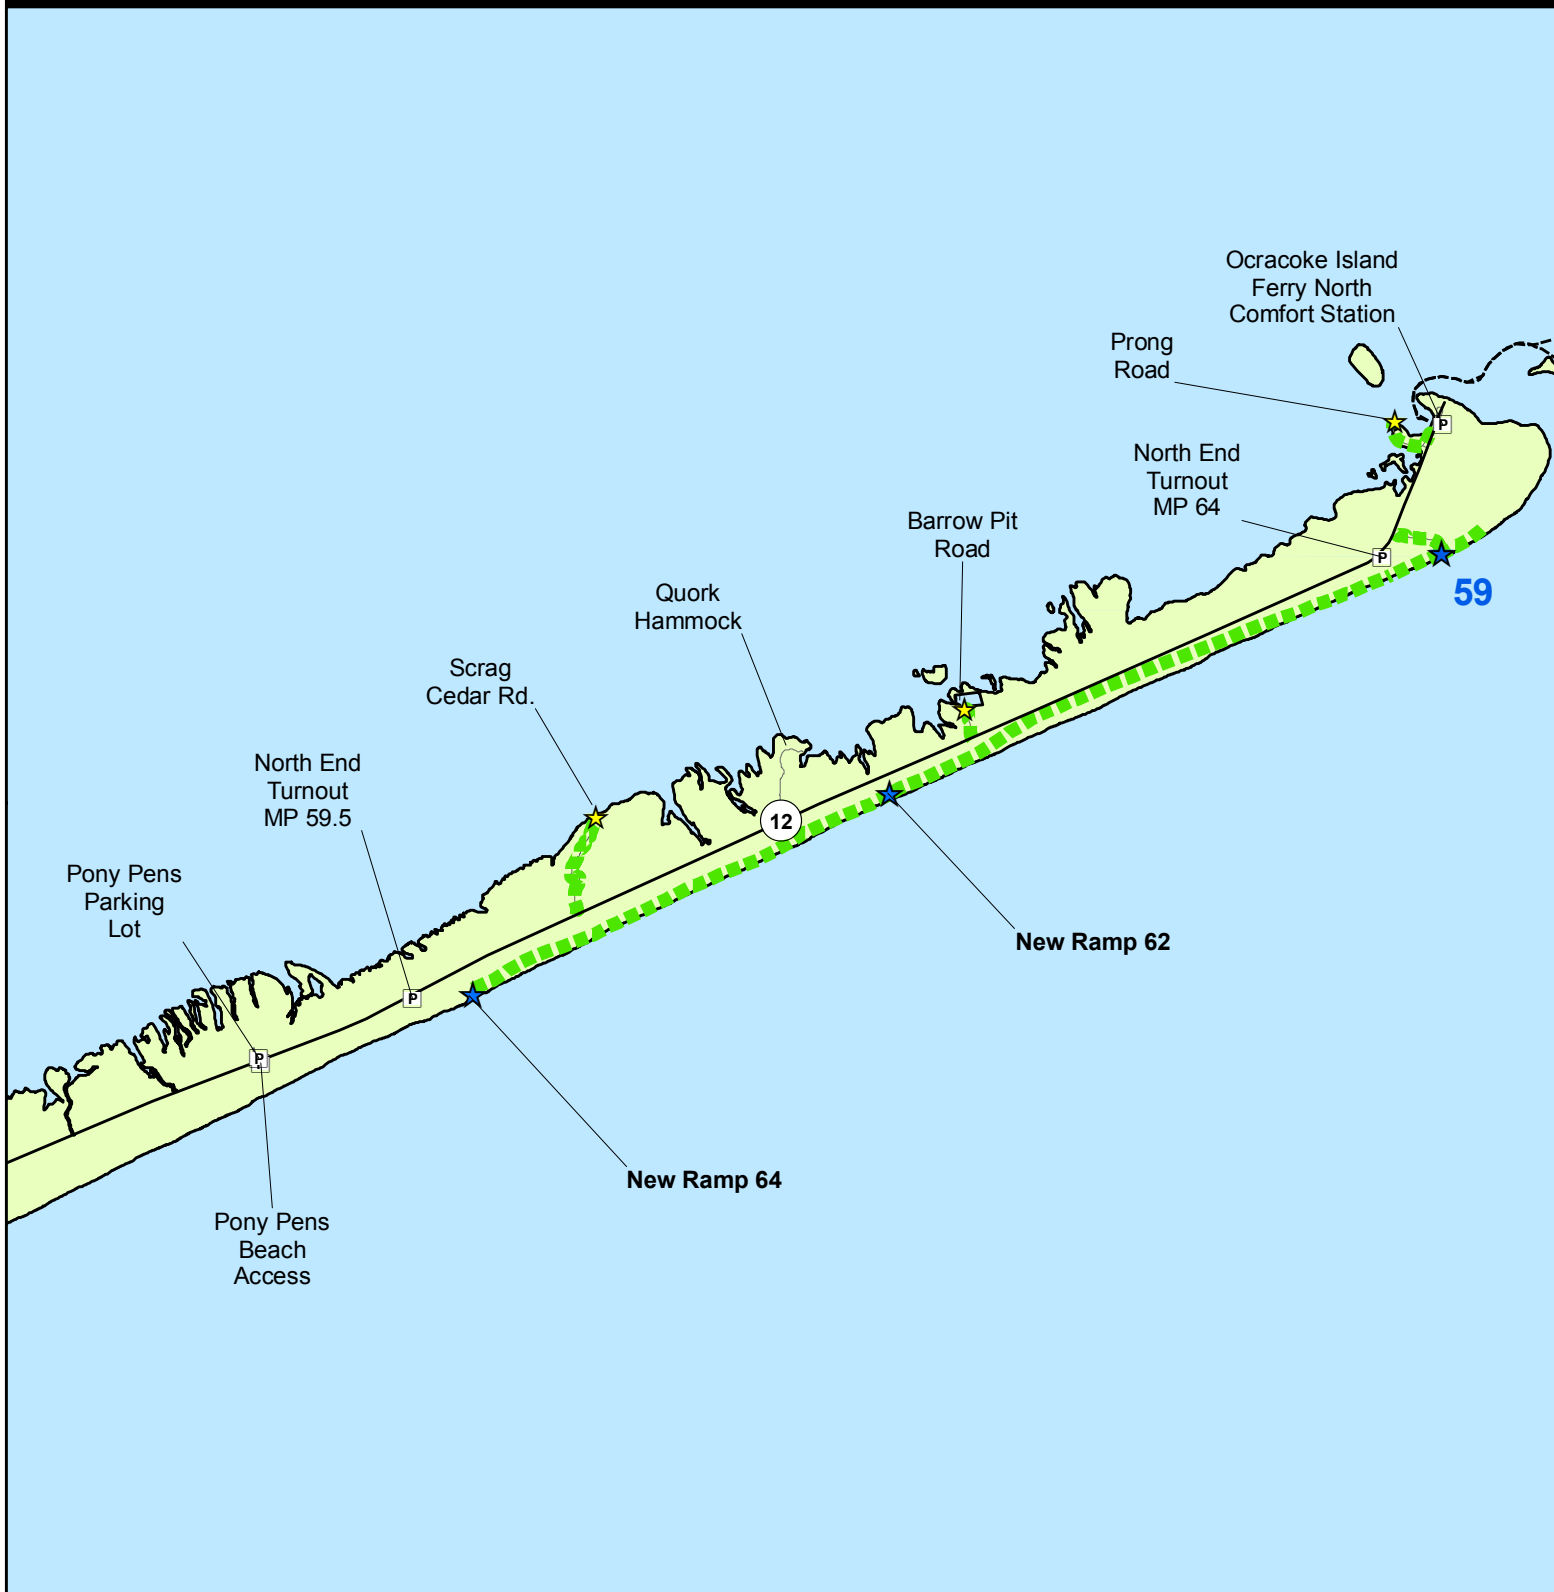 Ocracoke Island
Ferry North
Comfort Station
Prong
Road
North End
Turnout
MP 64
Barrow Pit
Road
Quork
Hammock
Scrag
Cedar Rd.
North End
Turnout
MP 59.5
Pony Pens
Parking
Lot
P
P
59
12
P
P
New Ramp 62
New Ramp 64
Pony Pens
Beach
Access